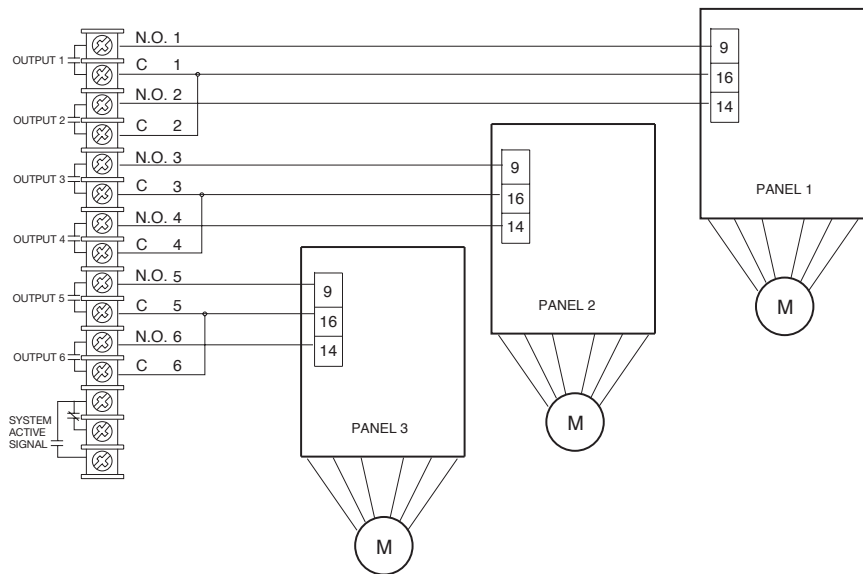 OUTPUT 1
OUTPUT 2
OUTPUT 3
OUTPUT 4
OUTPUT 5
OUTPUT 6
SYSTEM
ACTIVE
SIGNAL
N.O. 1
C 1
N.O. 2
C 2
N.O. 3
C 3
N.O. 4
C 4
N.O. 5
C 5
N.O. 6
C 6
9
16
14
PANEL 1
M
9
16
14
PANEL 2
M
9
16
14
PANEL 3
M